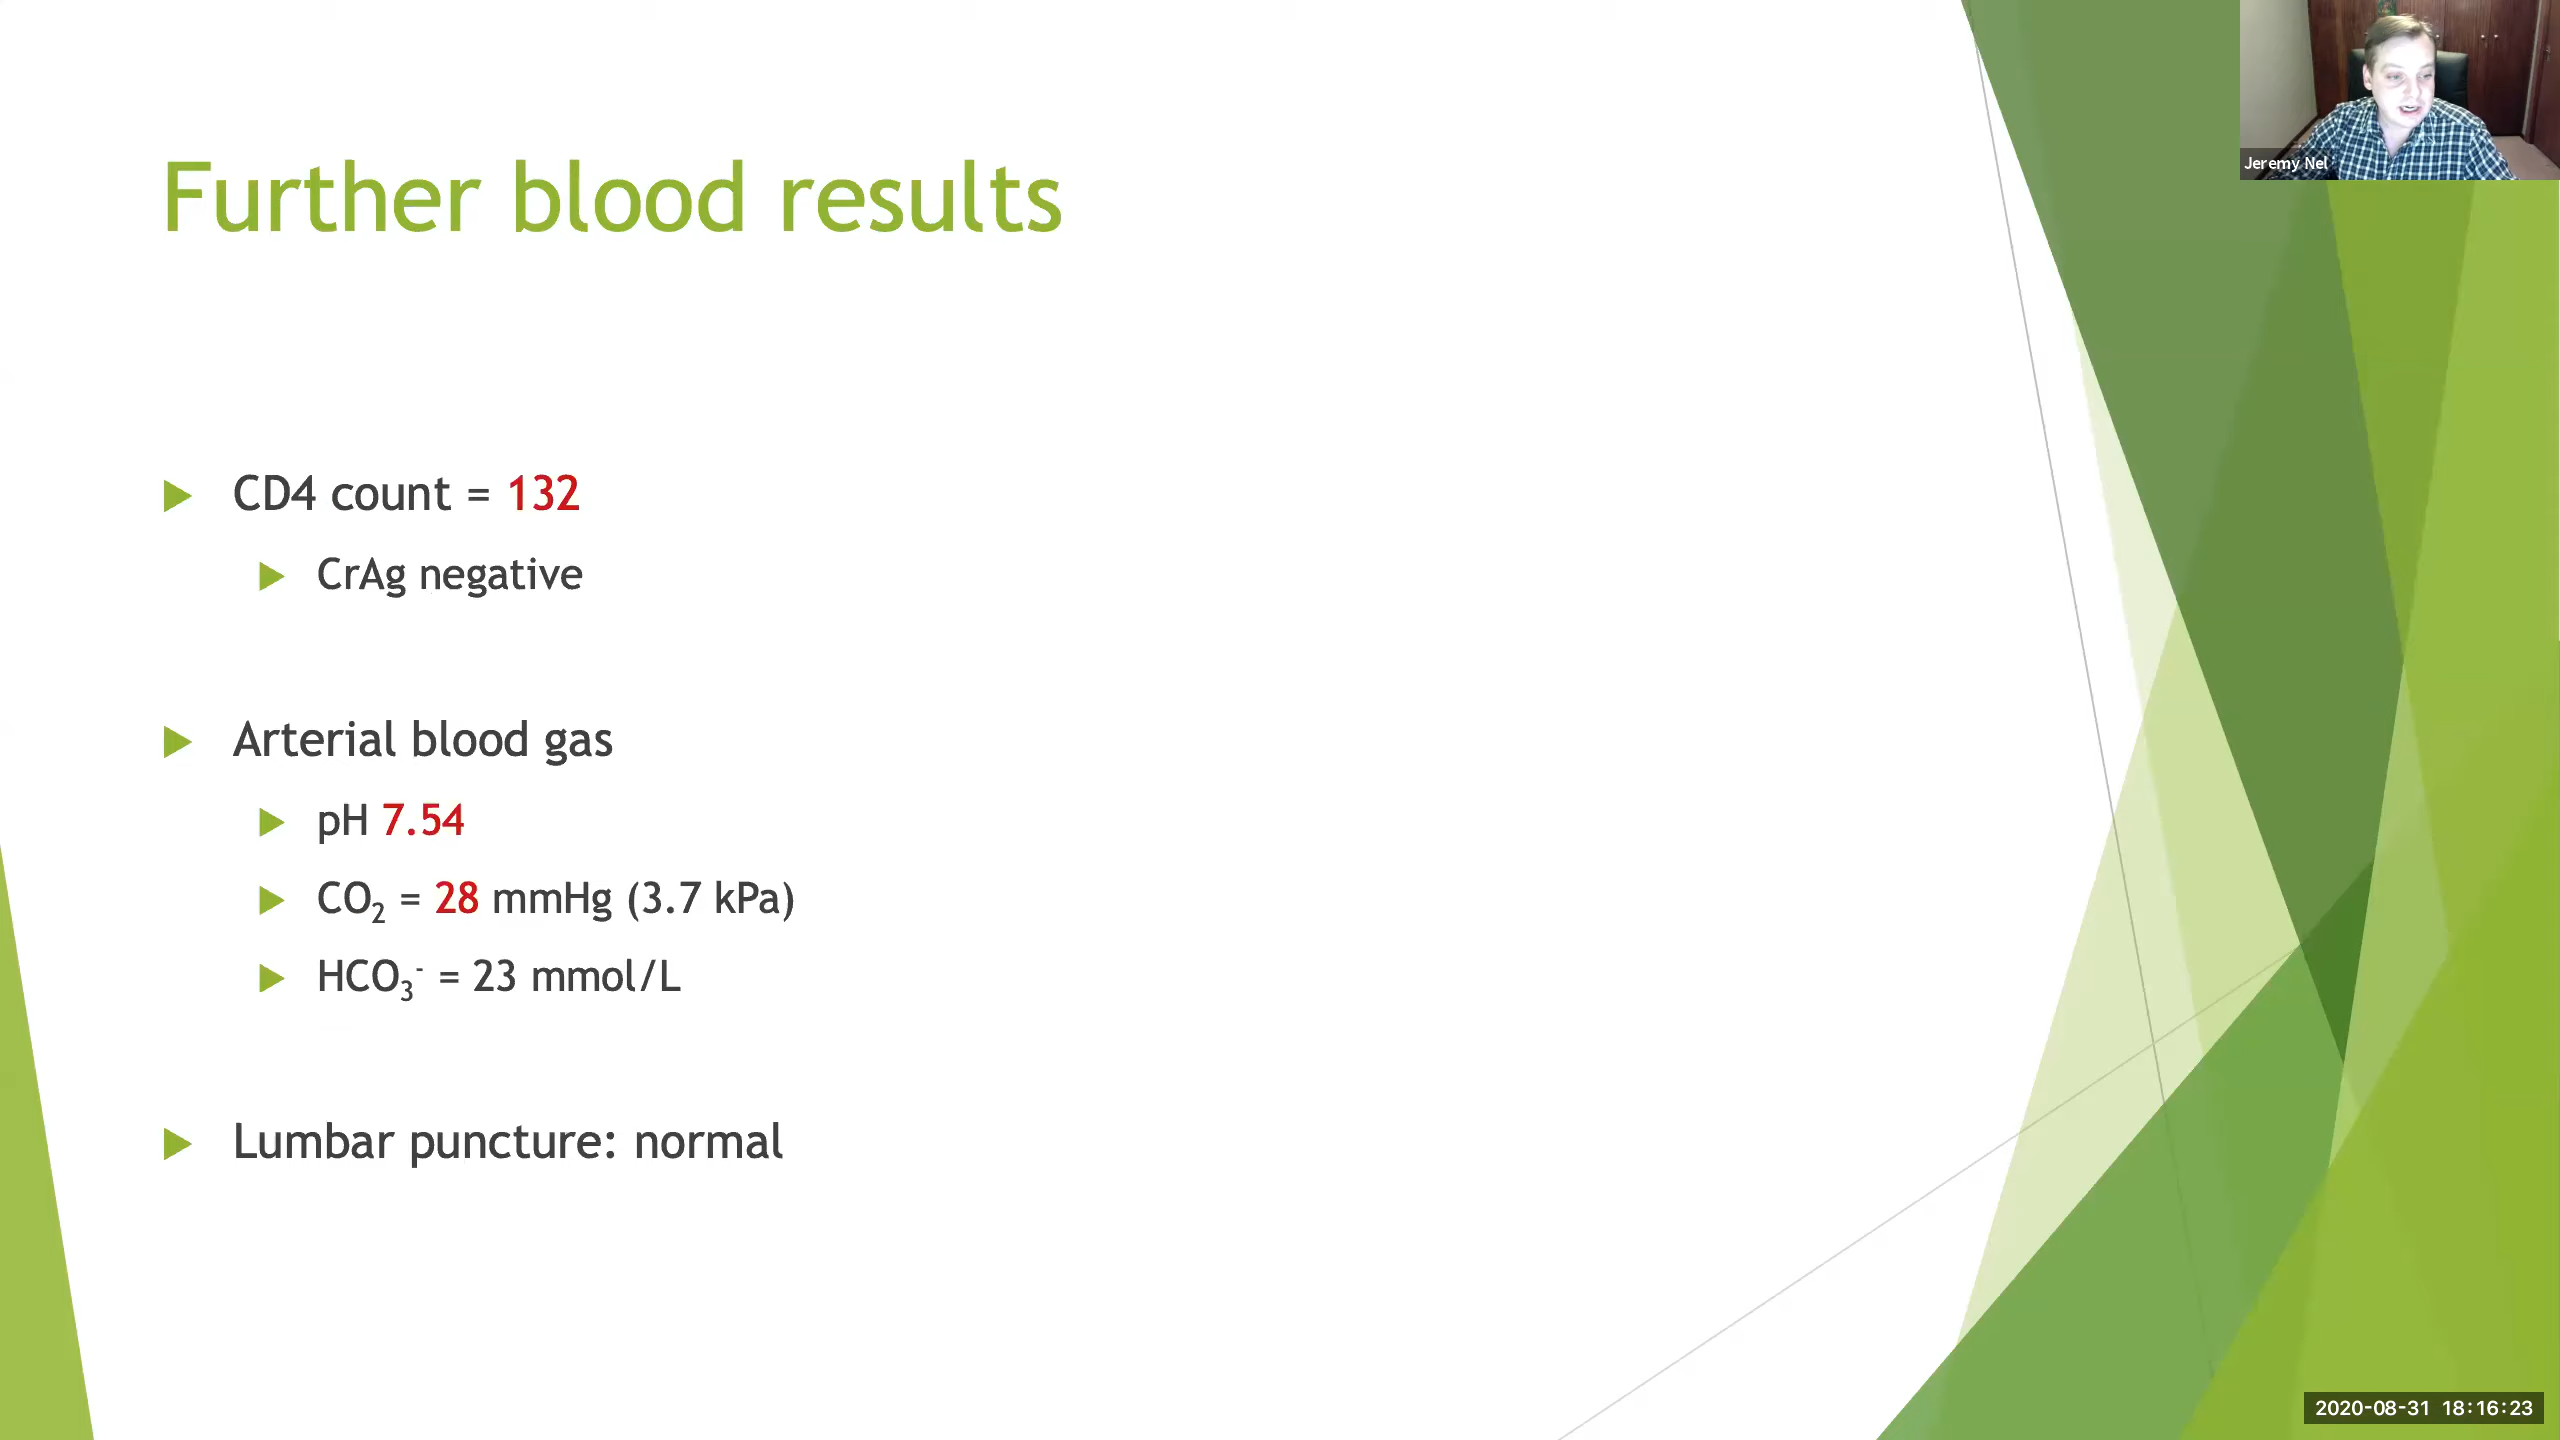 Jeremy Nel
Further blood results
CD4 count = 132
CrAg negative
Arterial blood gas
pH 7.54
CO₂ = 28 mmHg (3.7 kPa)
HCO₃⁻ = 23 mmol/L
Lumbar puncture: normal
2020-08-31 18:16:23